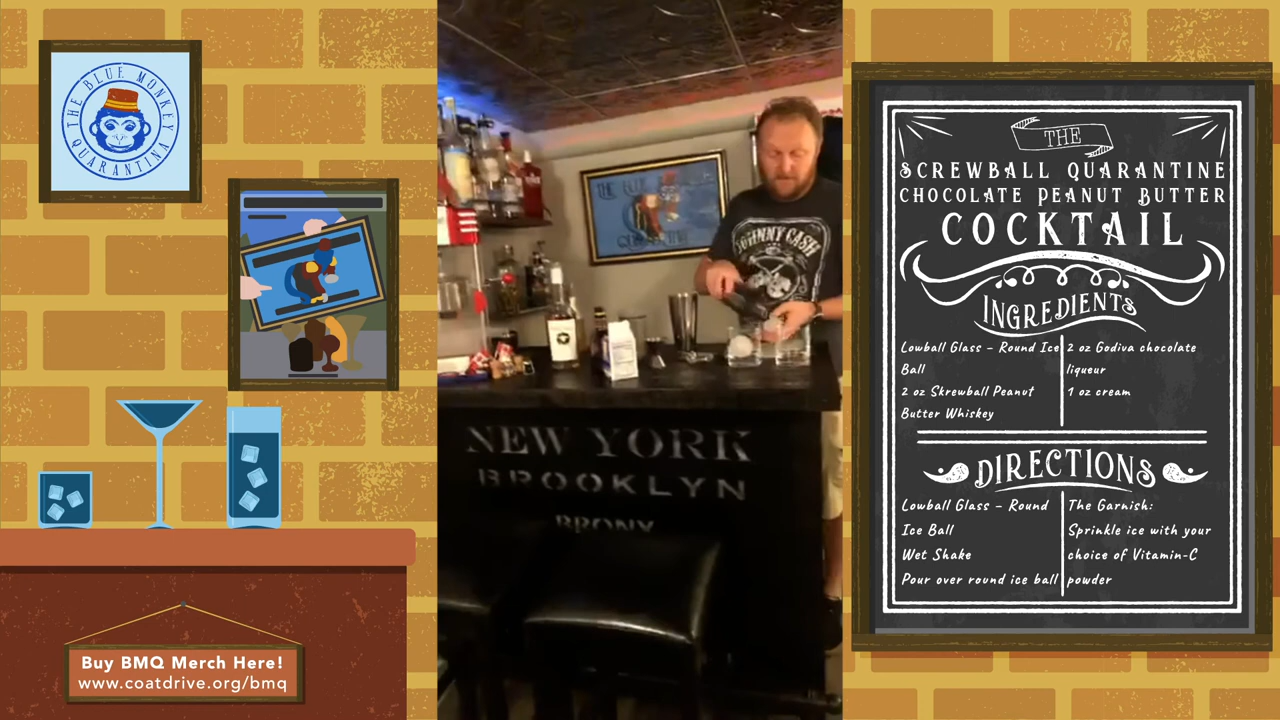 THE BLUE MONKEY
QUARANTINA
Buy BMQ Merch Here!
www.coatdrive.org/bmq
THE BLUE
QUARANTINE
JOHNNY CASH
NEW YORK
BROOKLYN
BRONX
THE
SCREWBALL QUARANTINE
CHOCOLATE PEANUT BUTTER
COCKTAIL
INGREDIENTS
Lowball Glass – Round Ice
Ball
2 oz Skrewball Peanut
Butter Whiskey
2 oz Godiva chocolate
liqueur
1 oz cream
DIRECTIONS
Lowball Glass – Round
Ice Ball
Wet Shake
Pour over round ice ball
The Garnish:
Sprinkle ice with your
choice of Vitamin-C
powder